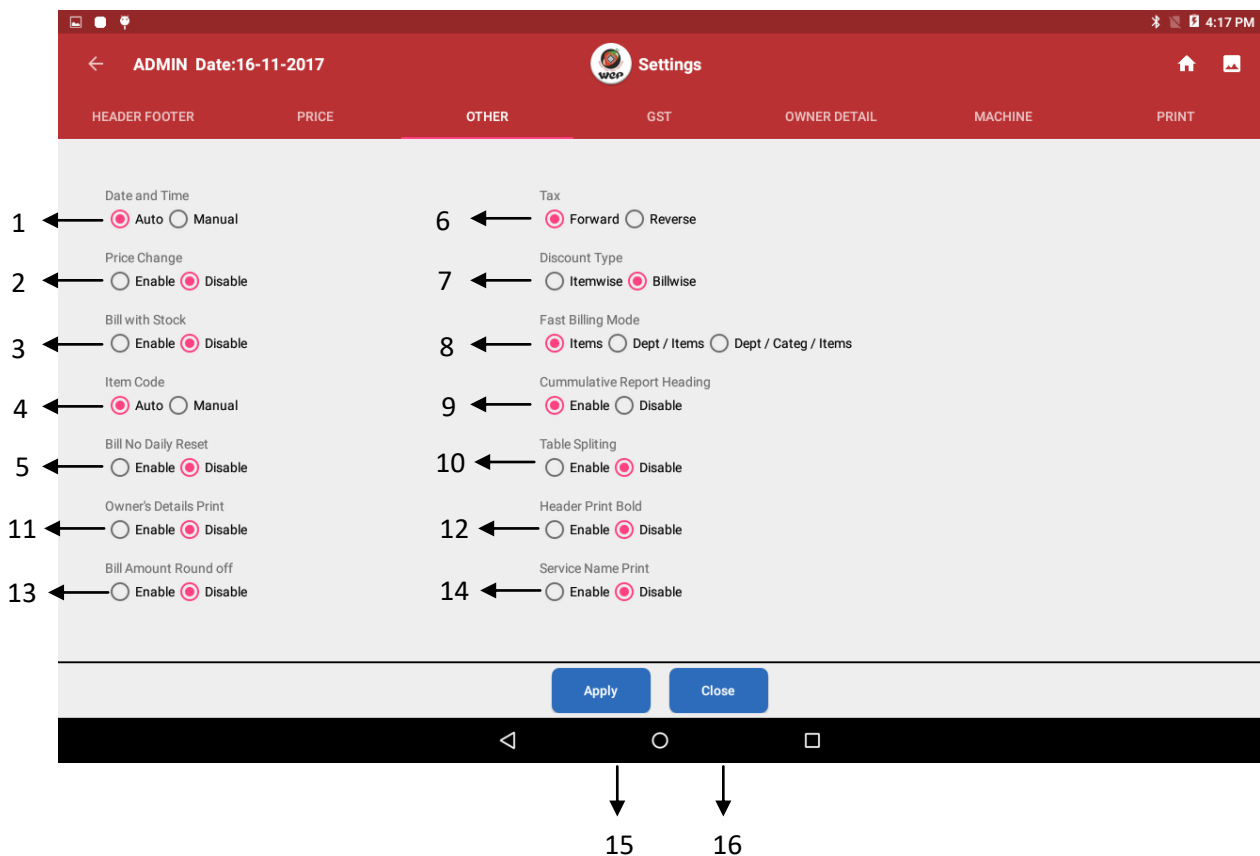 4:17 PM
ADMIN Date:16-11-2017
WeP
Settings
HEADER FOOTER PRICE OTHER GST OWNER DETAIL MACHINE PRINT
Date and Time
1 Auto Manual
Price Change
2 Enable Disable
Bill with Stock
3 Enable Disable
Item Code
4 Auto Manual
Bill No Daily Reset
5 Enable Disable
Owner's Details Print
11 Enable Disable
Bill Amount Round off
13 Enable Disable
Tax
6 Forward Reverse
Discount Type
7 Itemwise Billwise
Fast Billing Mode
8 Items Dept / Items Dept / Categ / Items
Cummulative Report Heading
9 Enable Disable
Table Spliting
10 Enable Disable
Header Print Bold
12 Enable Disable
Service Name Print
14 Enable Disable
Apply Close
15 16